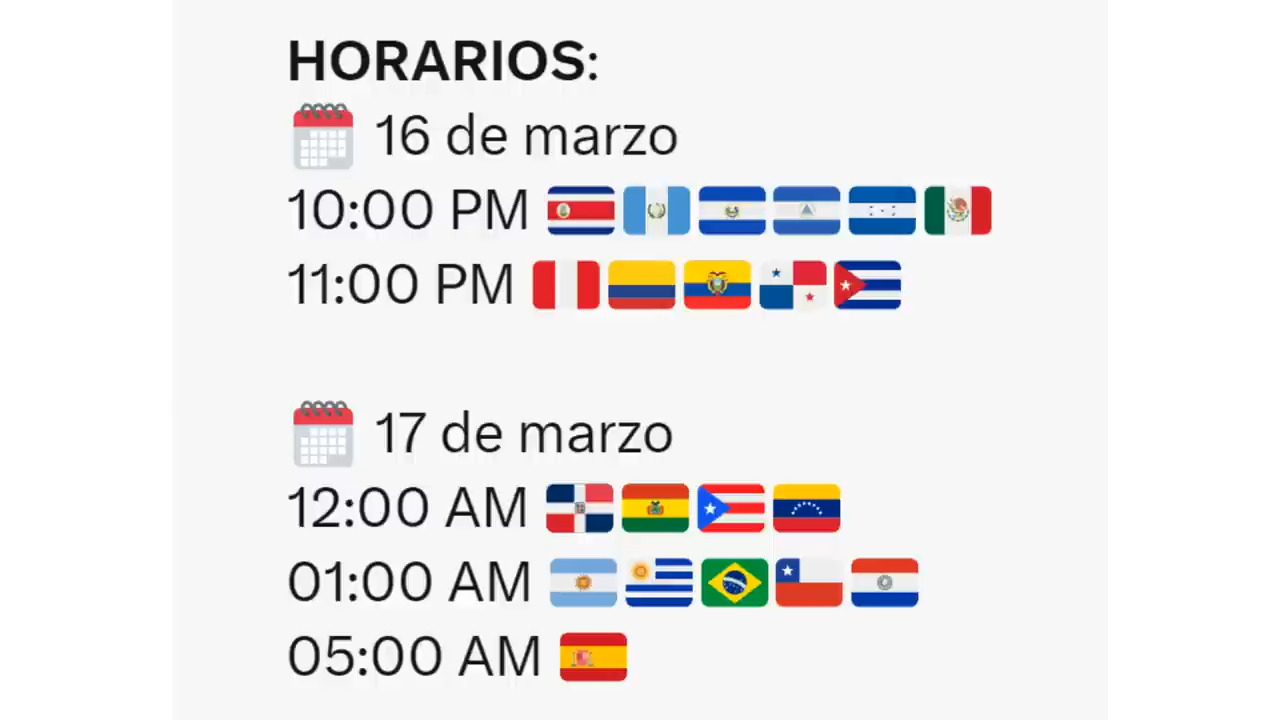 HORARIOS:
16 de marzo
10:00 PM
11:00 PM
17 de marzo
12:00 AM
01:00 AM
05:00 AM